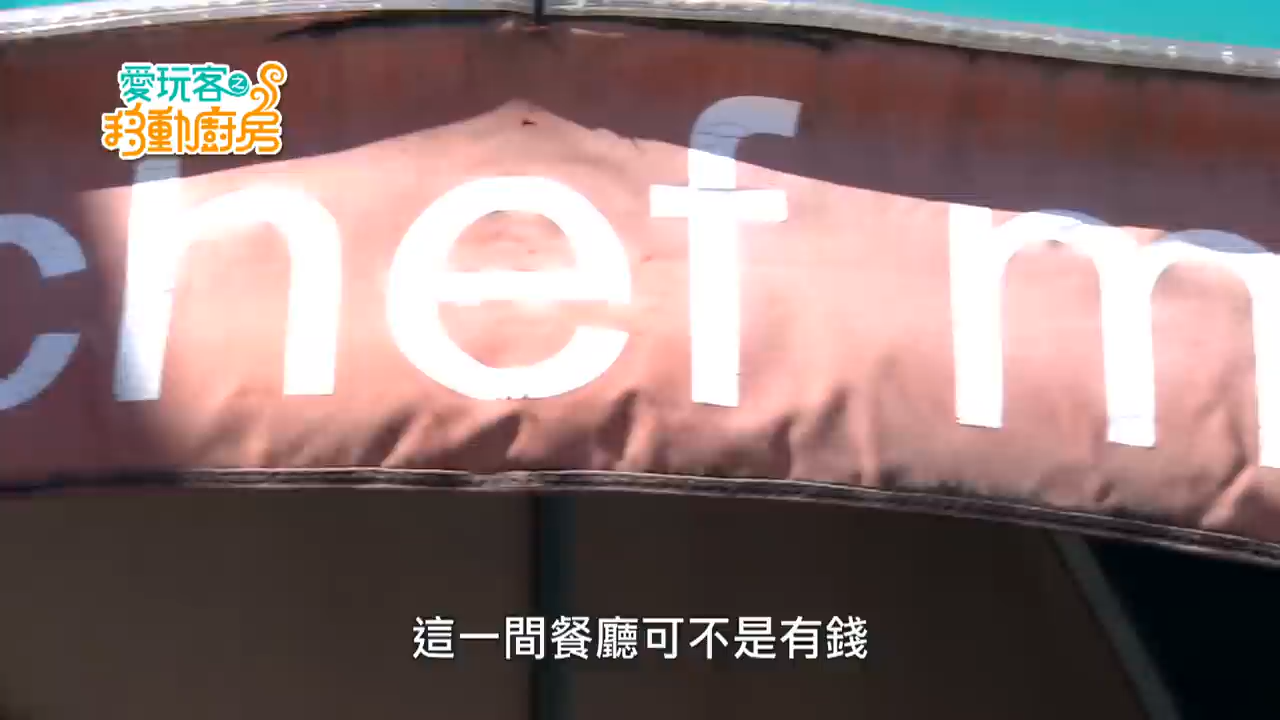 愛玩客之
移動廚房
chef m
這一間餐廳可不是有錢